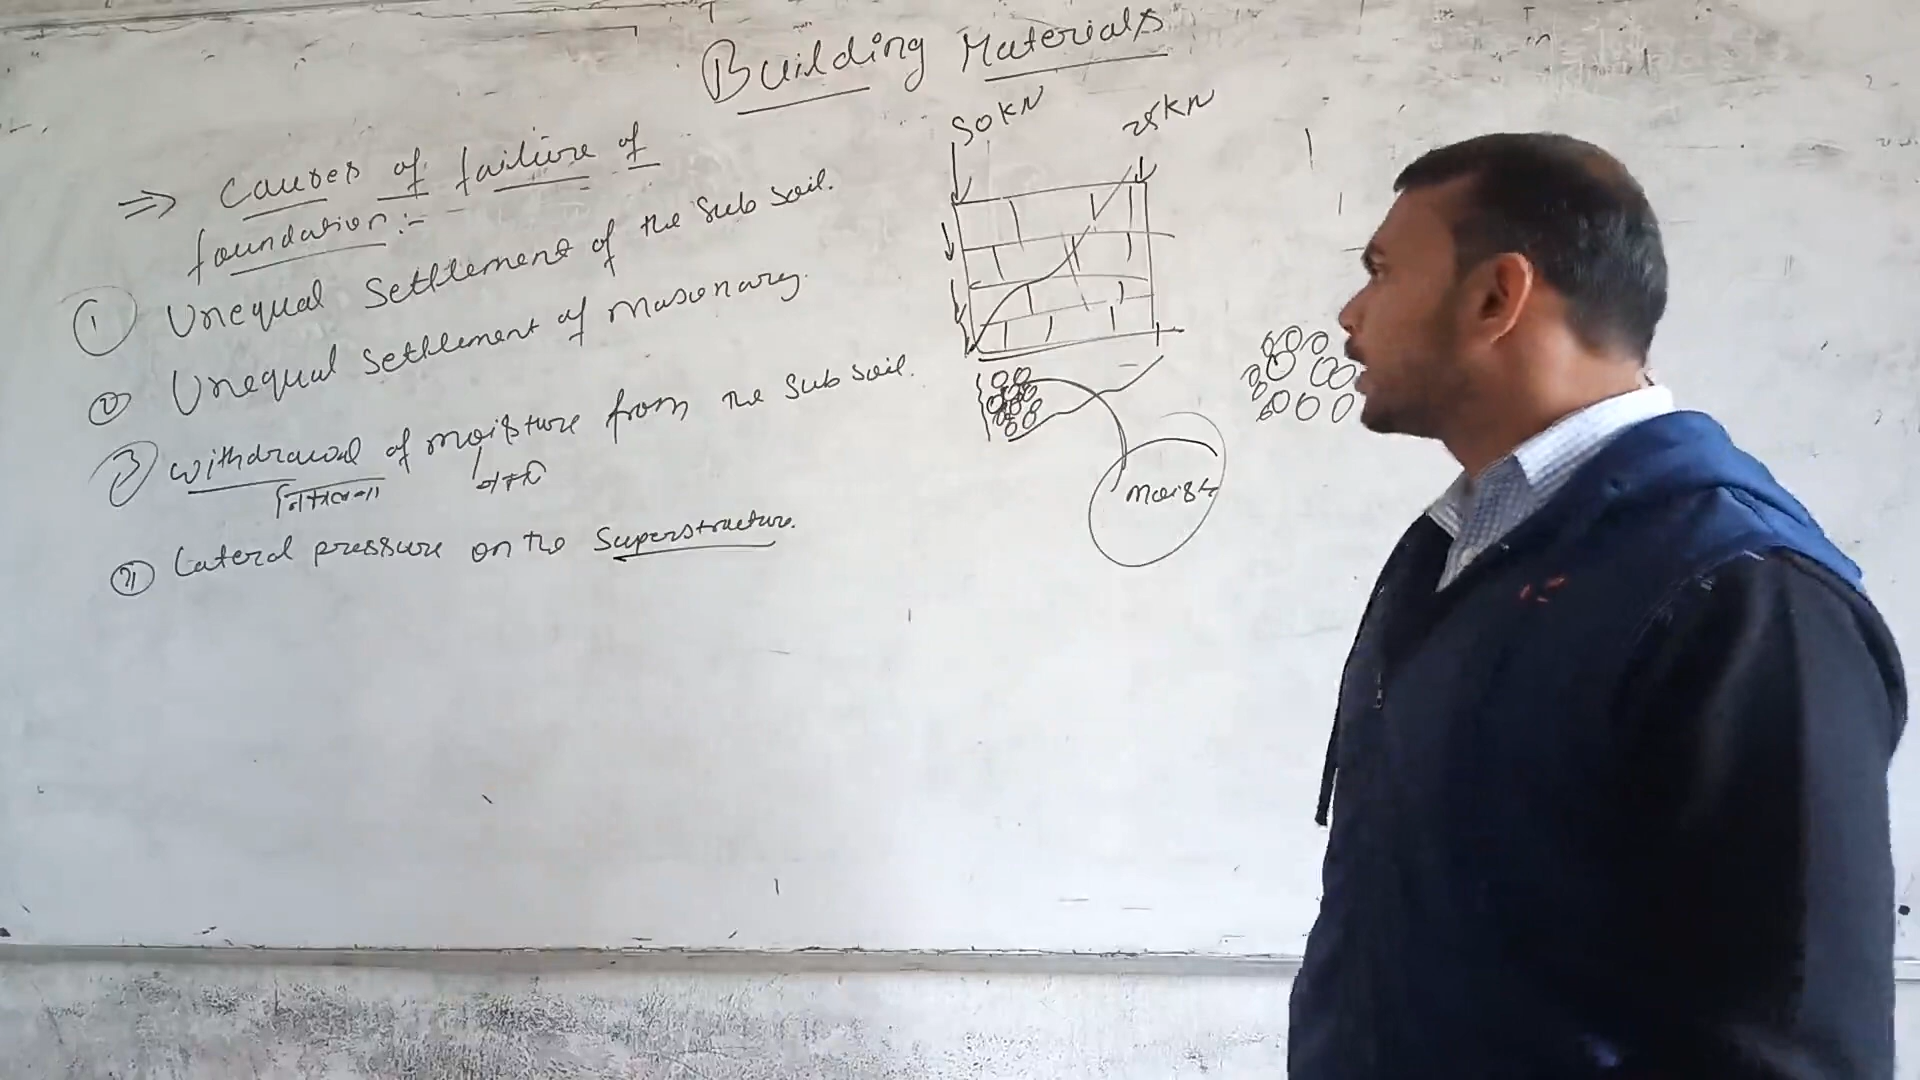 Building Materials
⇒ Causes of failure of
foundation :-
① Unequal Settlement of the Sub soil.
② Unequal settlement of masonary.
③ withdrawal of moisture from the sub soil.
निकालना नमी
④ Lateral pressure on the Superstructure.
50KN
25KN
Moist